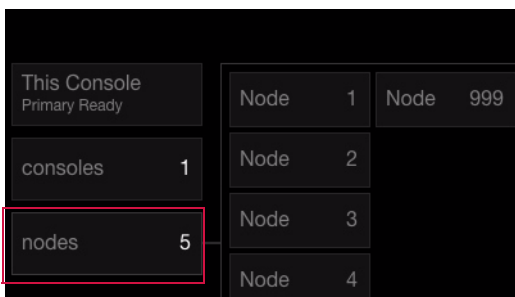 This Console
Primary Ready
consoles 1
nodes 5
Node 1
Node 2
Node 3
Node 4
Node 999